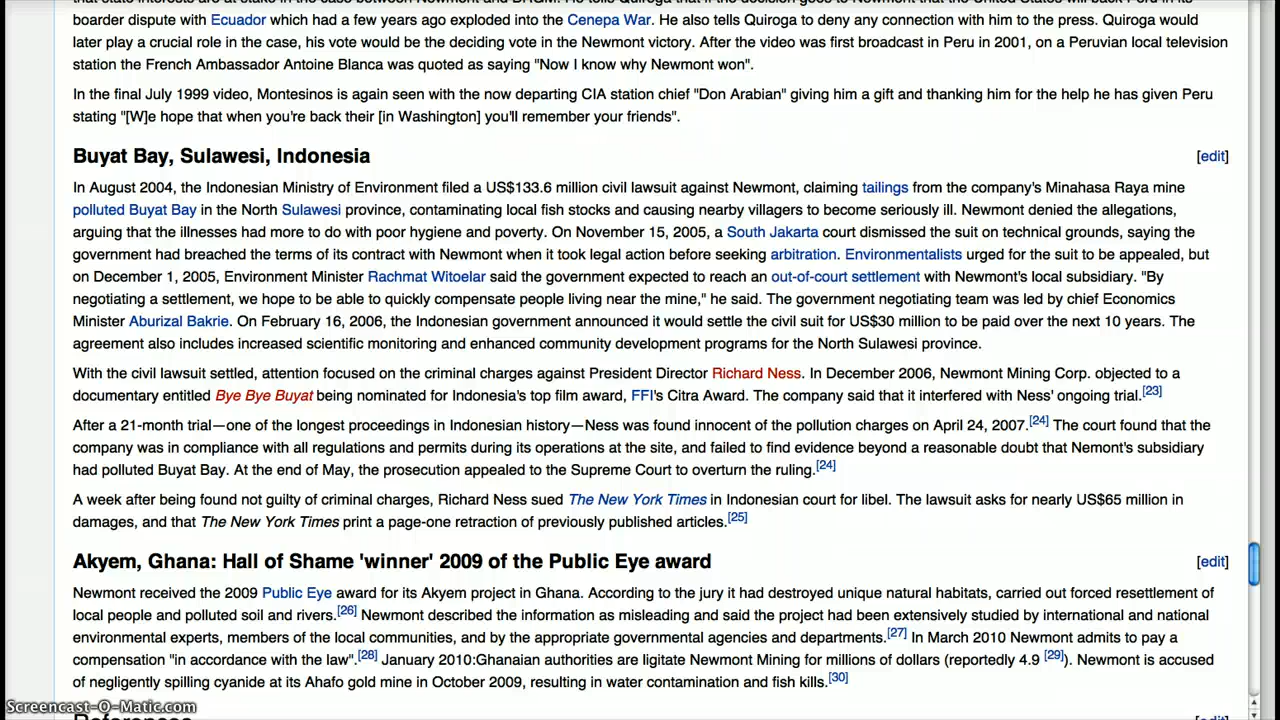 boarder dispute with Ecuador which had a few years ago exploded into the Cenepa War. He also tells Quiroga to deny any connection with him to the press. Quiroga would
later play a crucial role in the case, his vote would be the deciding vote in the Newmont victory. After the video was first broadcast in Peru in 2001, on a Peruvian local television
station the French Ambassador Antoine Blanca was quoted as saying "Now I know why Newmont won".
In the final July 1999 video, Montesinos is again seen with the now departing CIA station chief "Don Arabian" giving him a gift and thanking him for the help he has given Peru
stating "[W]e hope that when you're back their [in Washington] you'll remember your friends".
Buyat Bay, Sulawesi, Indonesia [edit]
In August 2004, the Indonesian Ministry of Environment filed a US$133.6 million civil lawsuit against Newmont, claiming tailings from the company's Minahasa Raya mine
polluted Buyat Bay in the North Sulawesi province, contaminating local fish stocks and causing nearby villagers to become seriously ill. Newmont denied the allegations,
arguing that the illnesses had more to do with poor hygiene and poverty. On November 15, 2005, a South Jakarta court dismissed the suit on technical grounds, saying the
government had breached the terms of its contract with Newmont when it took legal action before seeking arbitration. Environmentalists urged for the suit to be appealed, but
on December 1, 2005, Environment Minister Rachmat Witoelar said the government expected to reach an out-of-court settlement with Newmont's local subsidiary. "By
negotiating a settlement, we hope to be able to quickly compensate people living near the mine," he said. The government negotiating team was led by chief Economics
Minister Aburizal Bakrie. On February 16, 2006, the Indonesian government announced it would settle the civil suit for US$30 million to be paid over the next 10 years. The
agreement also includes increased scientific monitoring and enhanced community development programs for the North Sulawesi province.
With the civil lawsuit settled, attention focused on the criminal charges against President Director Richard Ness. In December 2006, Newmont Mining Corp. objected to a
documentary entitled Bye Bye Buyat being nominated for Indonesia's top film award, FFI's Citra Award. The company said that it interfered with Ness' ongoing trial.[23]
After a 21-month trial—one of the longest proceedings in Indonesian history—Ness was found innocent of the pollution charges on April 24, 2007.[24] The court found that the
company was in compliance with all regulations and permits during its operations at the site, and failed to find evidence beyond a reasonable doubt that Nemont's subsidiary
had polluted Buyat Bay. At the end of May, the prosecution appealed to the Supreme Court to overturn the ruling.[24]
A week after being found not guilty of criminal charges, Richard Ness sued The New York Times in Indonesian court for libel. The lawsuit asks for nearly US$65 million in
damages, and that The New York Times print a page-one retraction of previously published articles.[25]
Akyem, Ghana: Hall of Shame 'winner' 2009 of the Public Eye award [edit]
Newmont received the 2009 Public Eye award for its Akyem project in Ghana. According to the jury it had destroyed unique natural habitats, carried out forced resettlement of
local people and polluted soil and rivers.[26] Newmont described the information as misleading and said the project had been extensively studied by international and national
environmental experts, members of the local communities, and by the appropriate governmental agencies and departments.[27] In March 2010 Newmont admits to pay a
compensation "in accordance with the law".[28] January 2010:Ghanaian authorities are ligitate Newmont Mining for millions of dollars (reportedly 4.9 [29]). Newmont is accused
of negligently spilling cyanide at its Ahafo gold mine in October 2009, resulting in water contamination and fish kills.[30]
Screencast-O-Matic.com